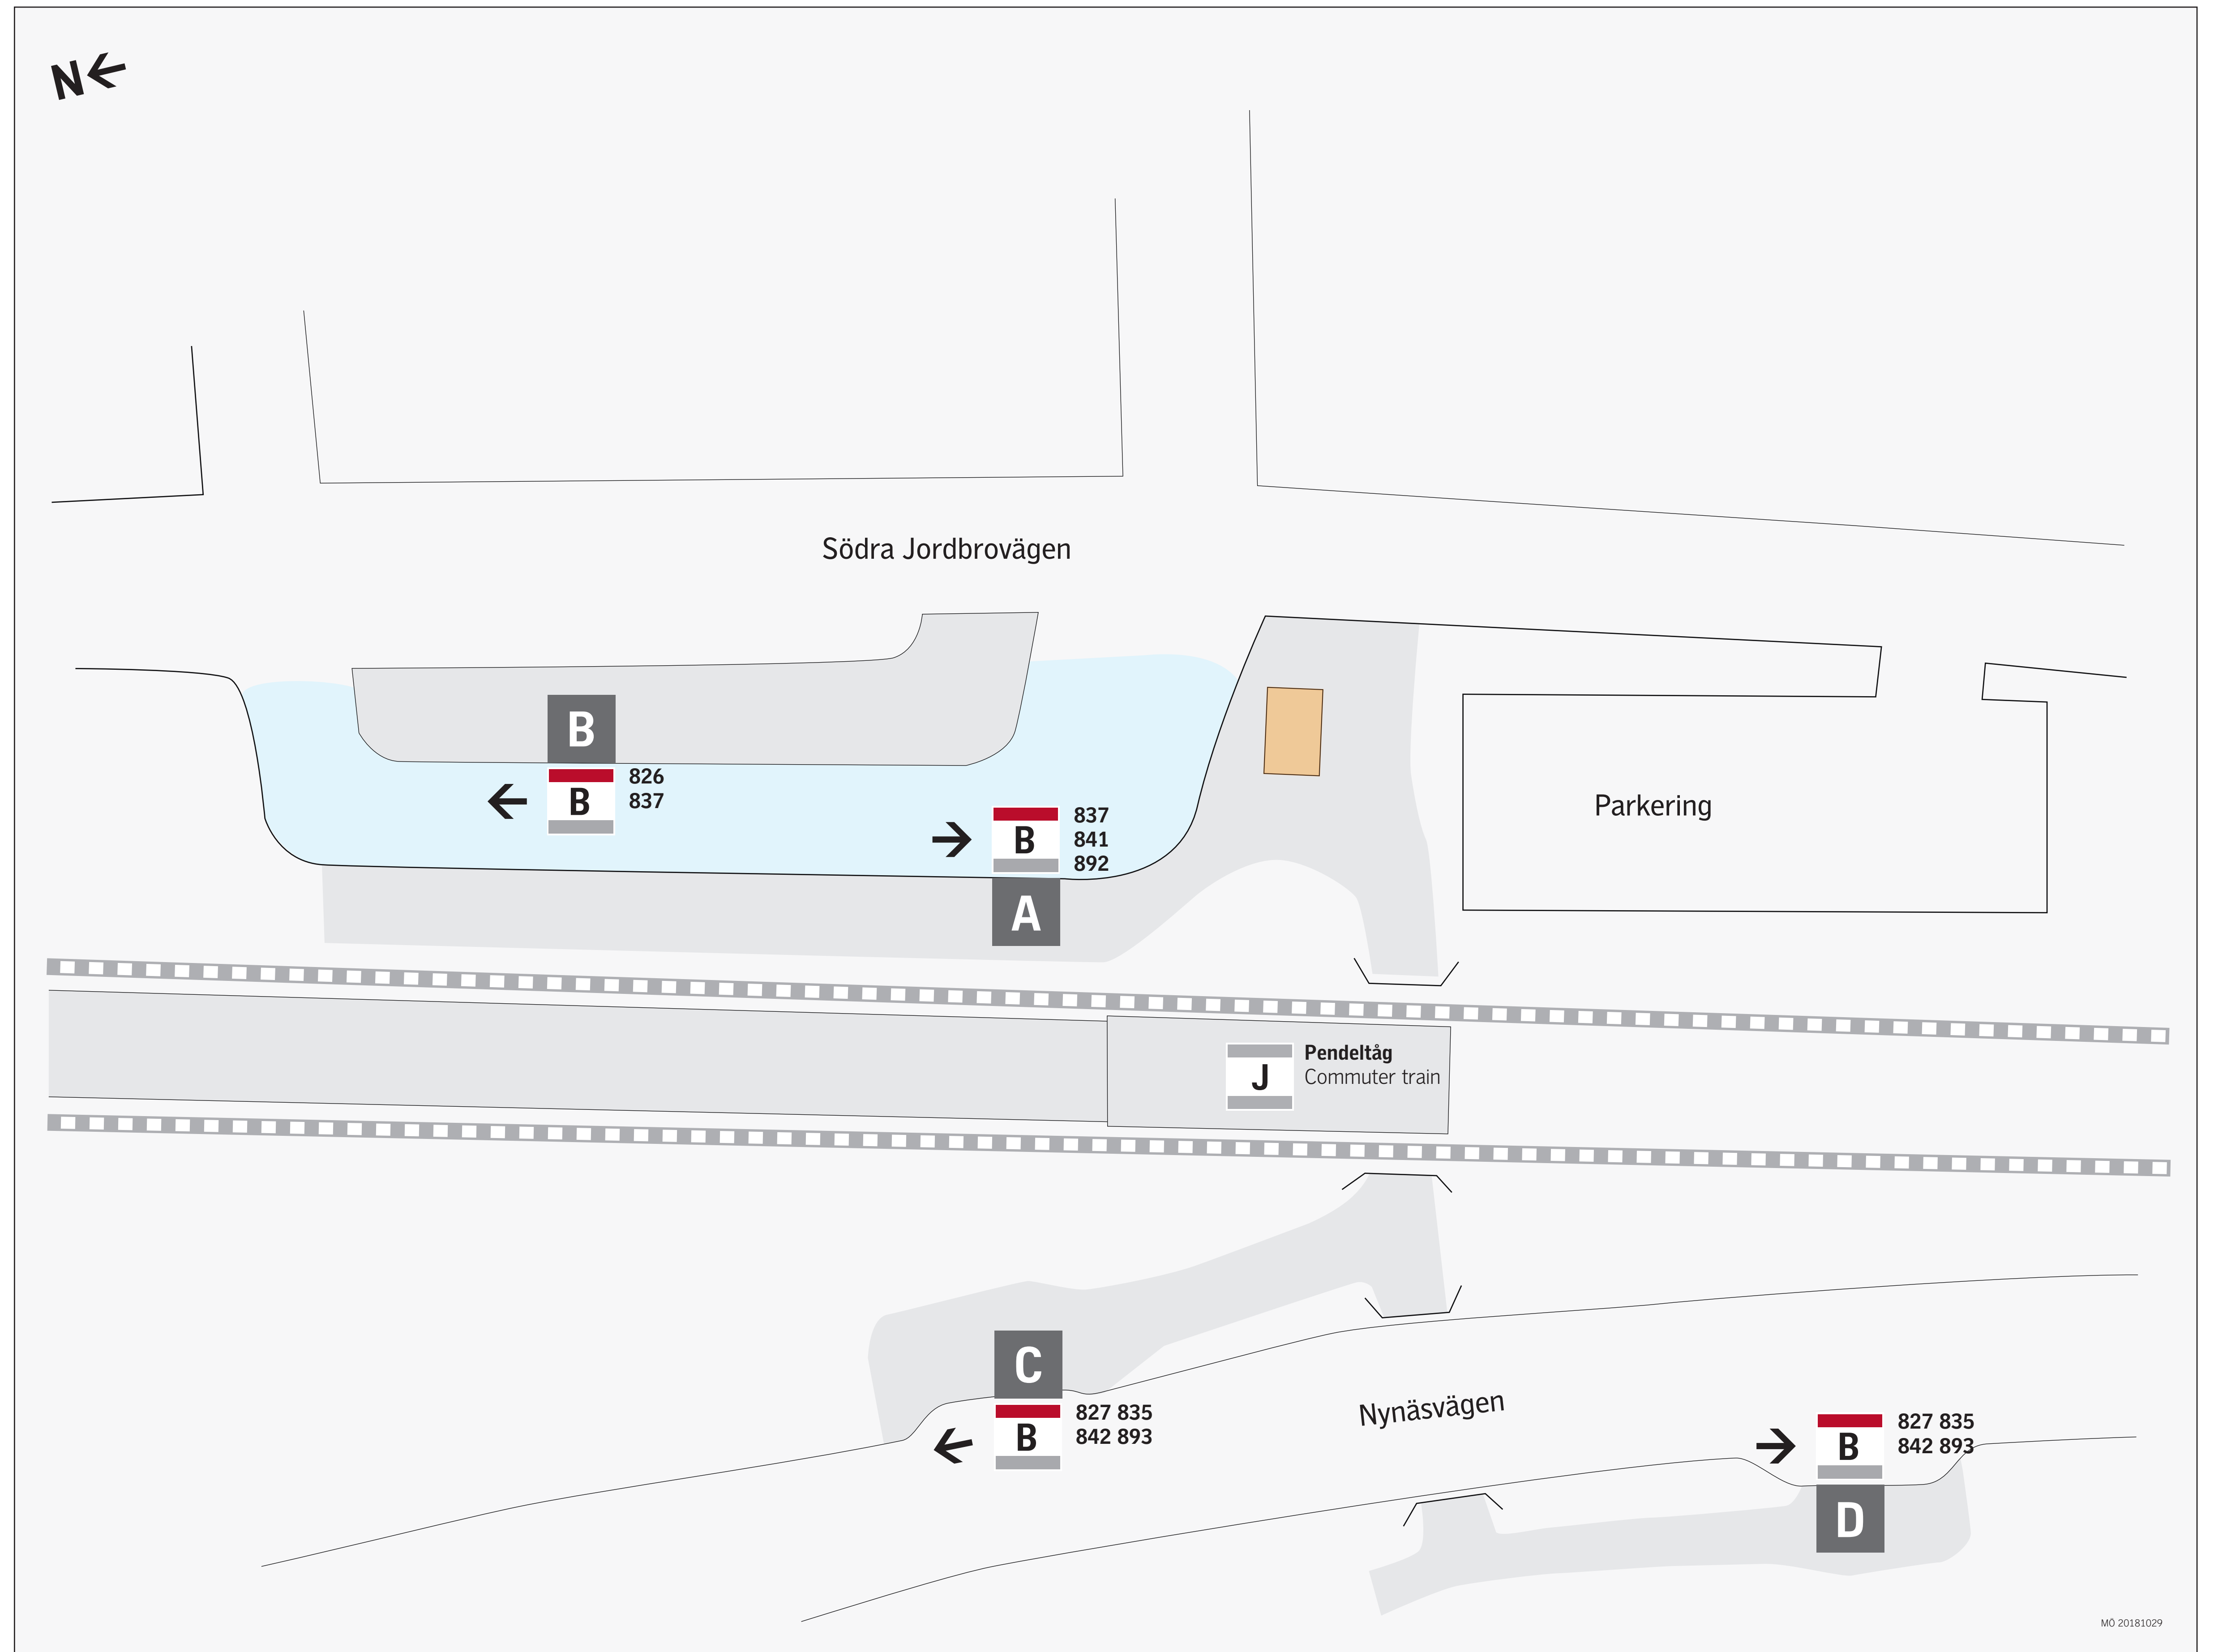 N
Södra Jordbrovägen
B
B
826
837
B
837
841
892
A
Parkering
J
Pendeltåg
Commuter train
C
B
827 835
842 893
Nynäsvägen
B
827 835
842 893
D
MÖ 20181029